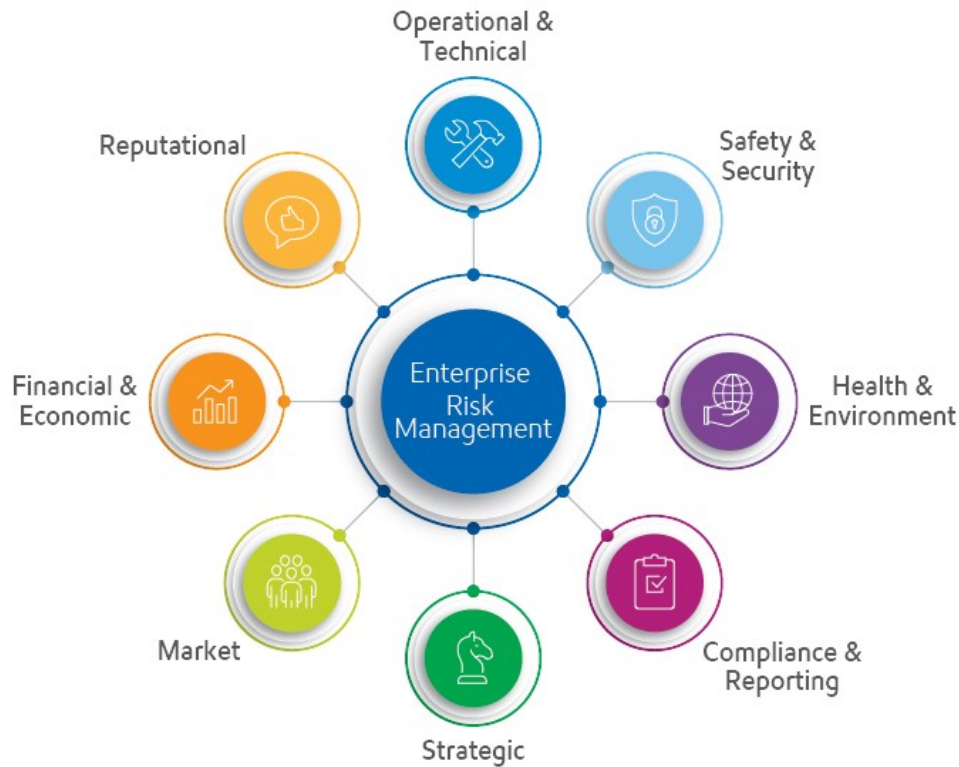 Operational &
Technical
Reputational
Safety &
Security
Enterprise
Risk
Management
Financial &
Economic
Health &
Environment
Market
Compliance &
Reporting
Strategic